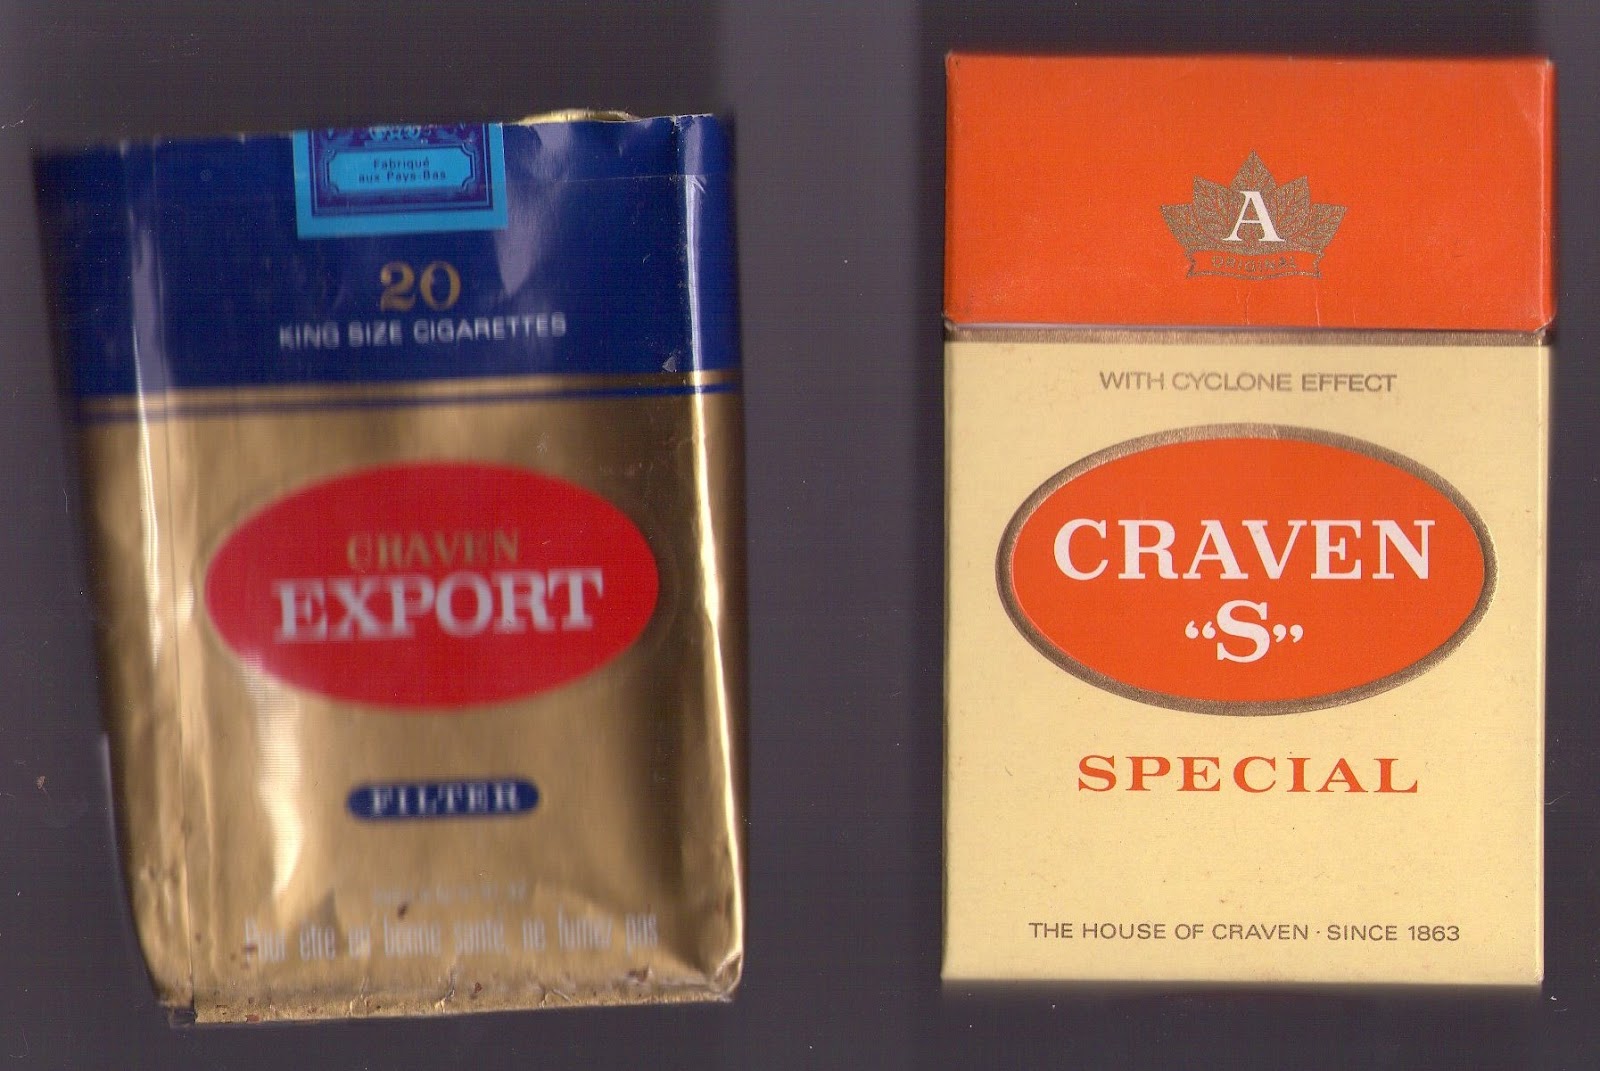 Fabriqué
aux Pays-Bas
20
KING SIZE CIGARETTES
CRAVEN
EXPORT
FILTER
Pour être en bonne santé, ne fumez pas
A
ORIGINAL
WITH CYCLONE EFFECT
CRAVEN
“S”
SPECIAL
THE HOUSE OF CRAVEN · SINCE 1863